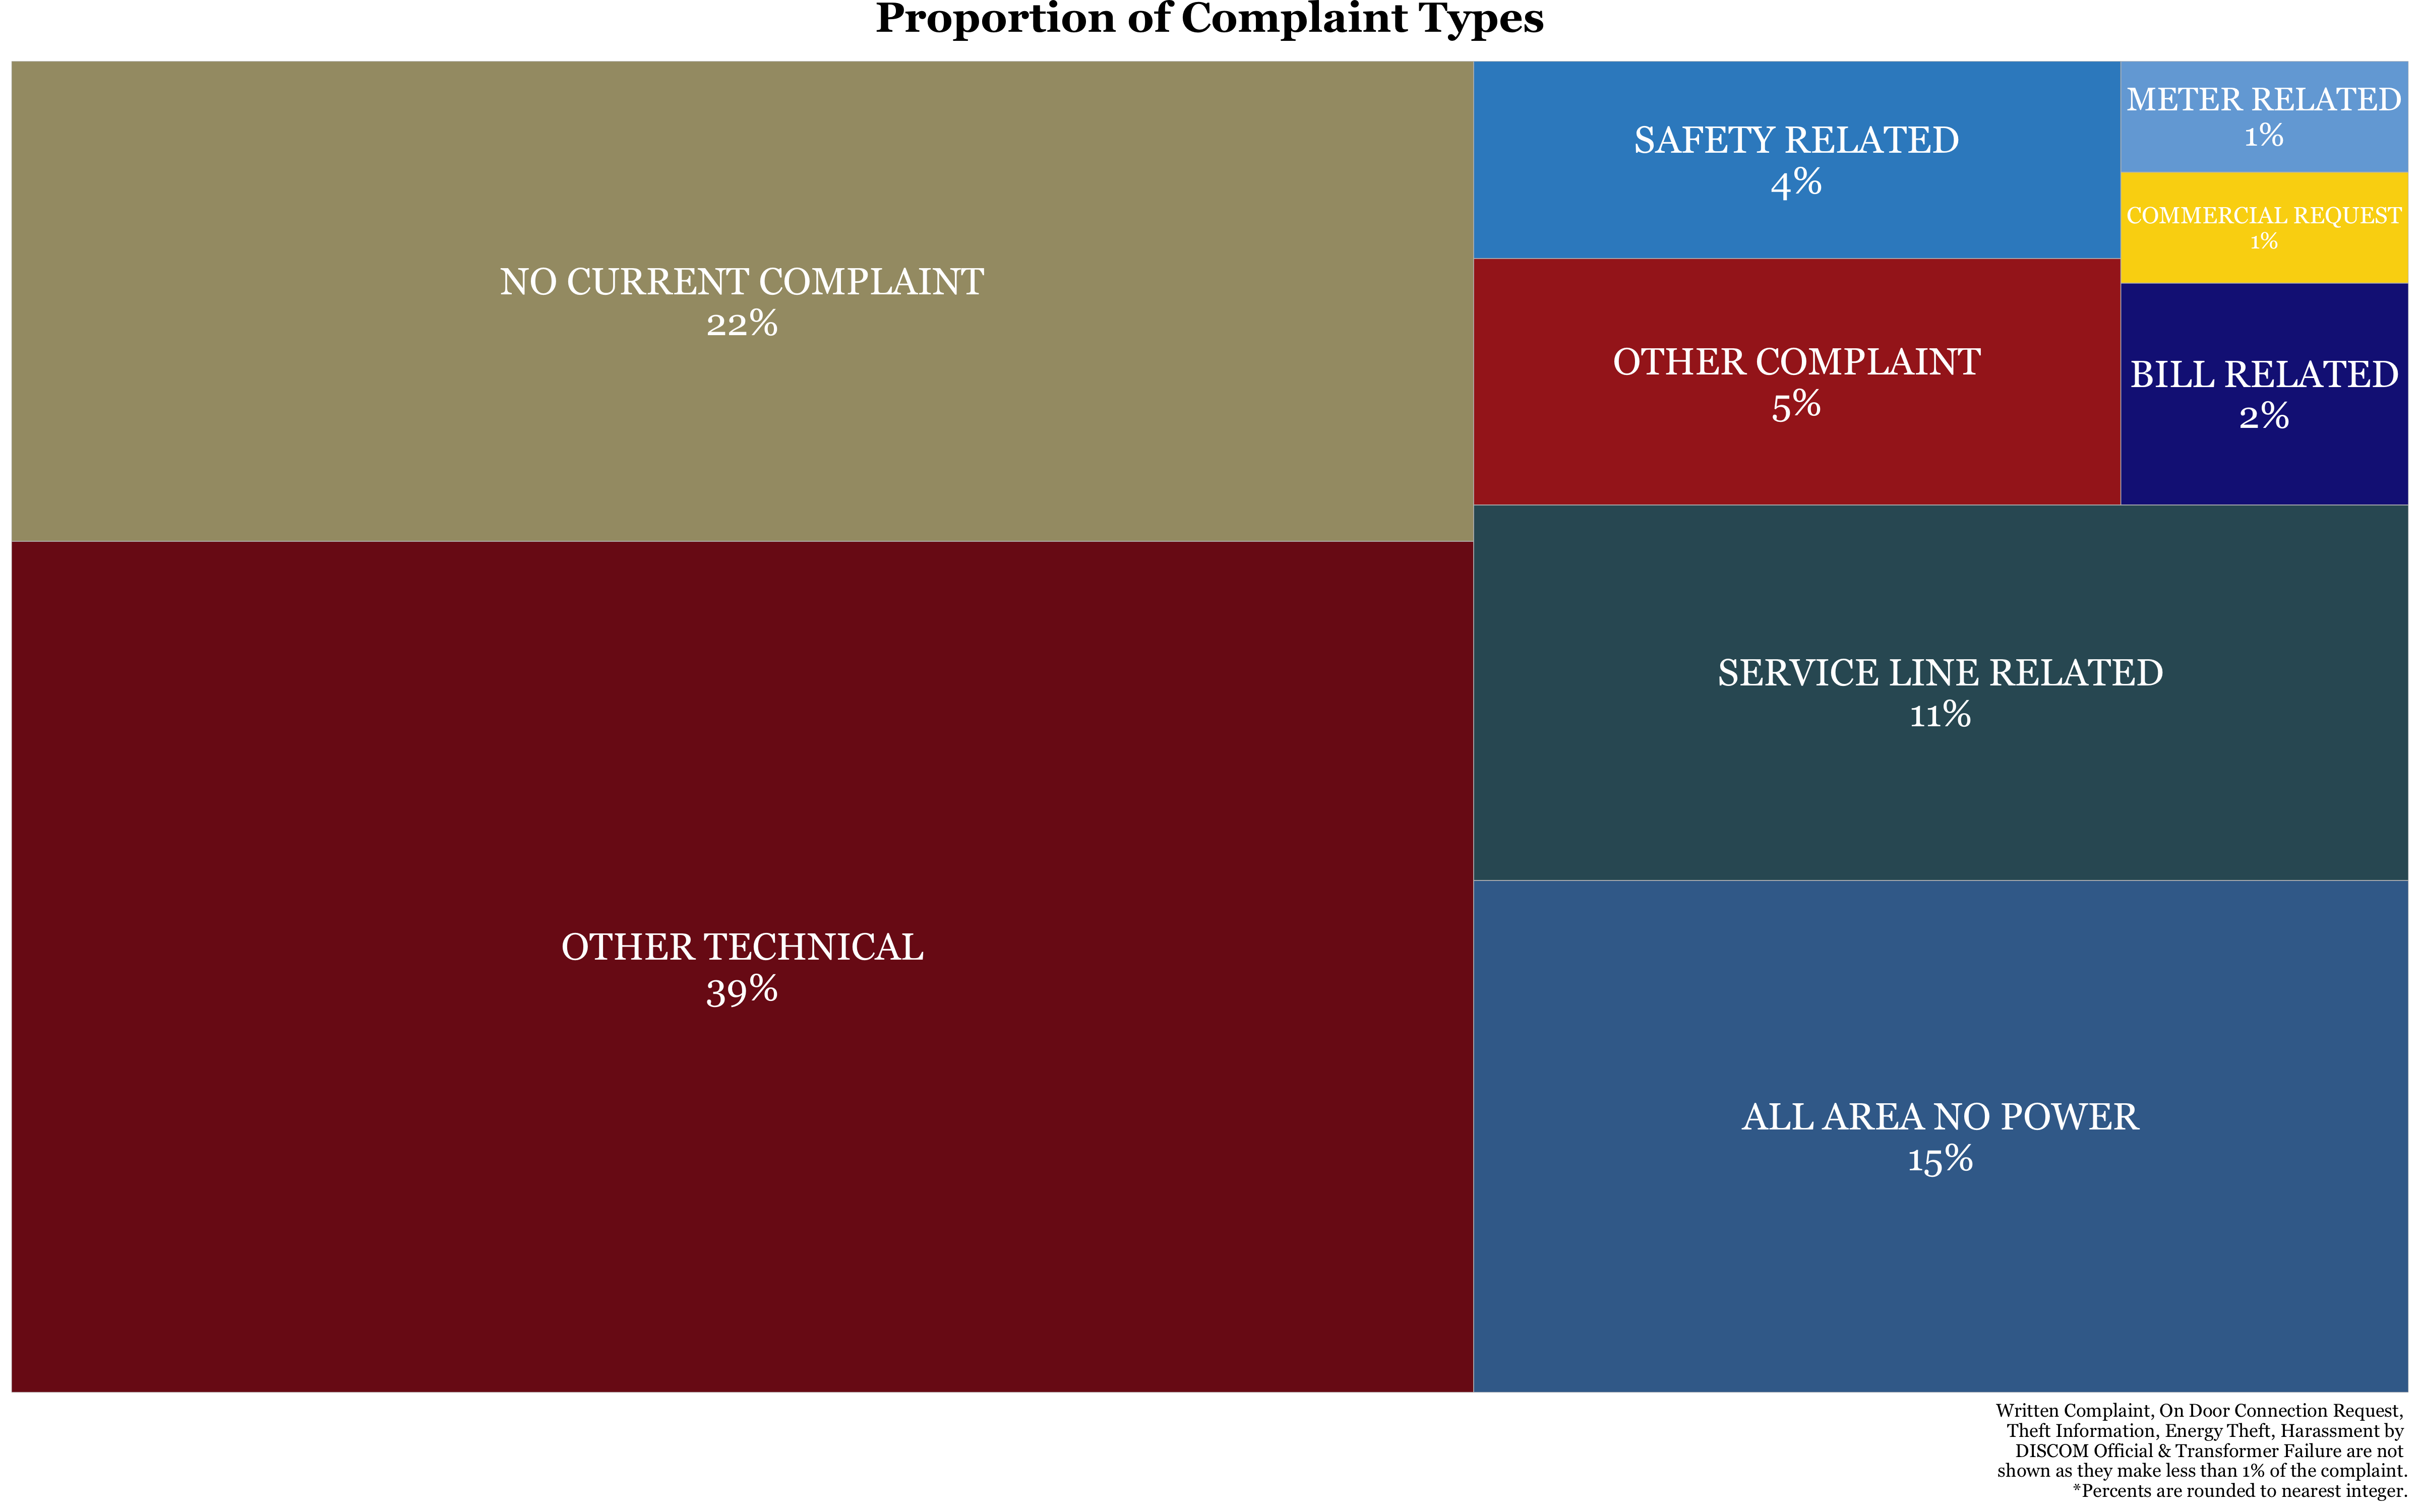 Proportion of Complaint Types
NO CURRENT COMPLAINT
22%
SAFETY RELATED
4%
METER RELATED
1%
COMMERCIAL REQUEST
1%
OTHER COMPLAINT
5%
BILL RELATED
2%
SERVICE LINE RELATED
11%
OTHER TECHNICAL
39%
ALL AREA NO POWER
15%
Written Complaint, On Door Connection Request,
Theft Information, Energy Theft, Harassment by
DISCOM Official & Transformer Failure are not
shown as they make less than 1% of the complaint.
*Percents are rounded to nearest integer.